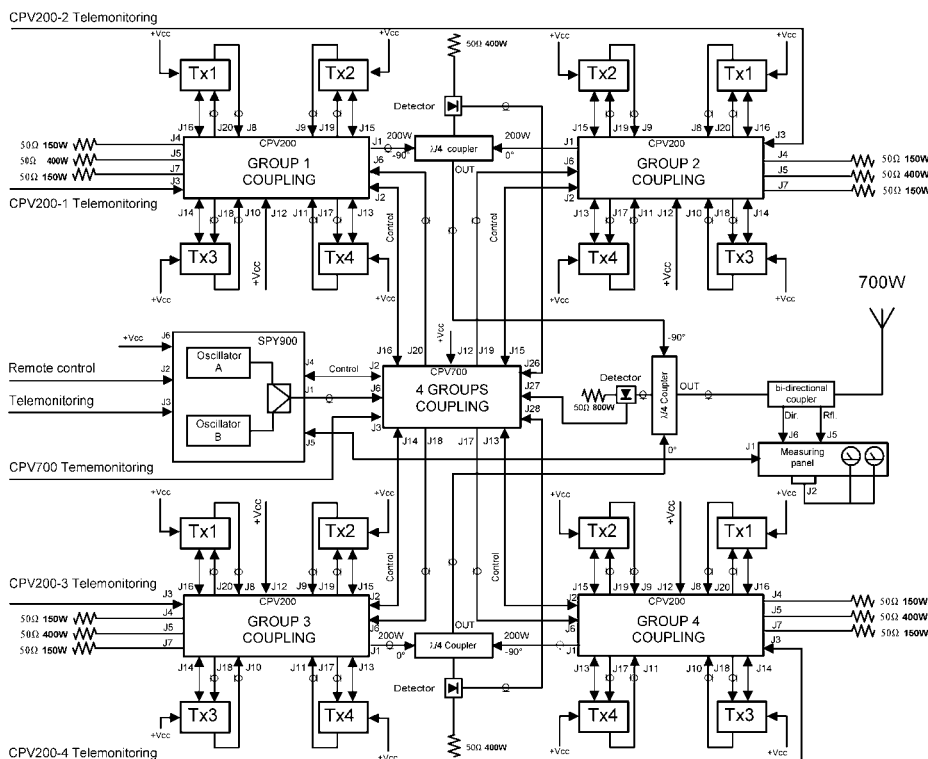 CPV200-2 Telemonitoring
+Vcc
+Vcc
50Ω 400W
+Vcc
+Vcc
Tx1
Tx2
Tx2
Tx1
Detector
J16 J20 J8 J9 J19 J15
J15 J19 J9 J8 J20 J16
50Ω 150W J4
50Ω 400W J5
50Ω 150W J7
J3
CPV200
GROUP 1
COUPLING
J1 200W
-90°
J6
J2
λ/4 coupler
OUT
200W J1
0°
J6
J2
CPV200
GROUP 2
COUPLING
J3
J4 50Ω 150W
J5 50Ω 400W
J7 50Ω 150W
CPV200-1 Telemonitoring
J14 J18 J10 J12 J11 J17 J13
Control
Control
J13 J17 J11 J12 J10 J18 J14
Tx3
Tx4
Tx4
Tx3
+Vcc
+Vcc
+Vcc
+Vcc
+Vcc
+Vcc
700W
-90°
+Vcc J6
SPY900
Oscillator
A
Remote control J2
Telemonitoring J3
Oscillator
B
J4
Control
J1
J5
+Vcc
J16 J20 J12 J19 J15
J26
J27
J28
J2
J6
J3
CPV700
4 GROUPS
COUPLING
J14 J18 J17 J13
Detector
50Ω 800W
λ/4 Coupler
OUT
0°
bi-directional
coupler
Dir. Rfl.
J6 J5
J1
Measuring
panel
J2
CPV700 Tememonitoring
+Vcc
+Vcc
+Vcc
+Vcc
+Vcc
+Vcc
Tx1
Tx2
Tx2
Tx1
Control
Control
CPV200-3 Telemonitoring
J16 J20 J8 J12 J9 J19 J15
J15 J19 J9 J12 J8 J20 J16
J3
50Ω 150W J4
50Ω 400W J5
50Ω 150W J7
CPV200
GROUP 3
COUPLING
J2
J6
J1
200W
0°
OUT
λ/4 Coupler
200W
-90°
J2
J6
J1
CPV200
GROUP 4
COUPLING
J4 50Ω 150W
J5 50Ω 400W
J7 50Ω 150W
J3
J14 J18 J10 J11 J17 J13
J13 J17 J11 J10 J18 J14
Detector
Tx3
Tx4
Tx4
Tx3
+Vcc
+Vcc
50Ω 400W
+Vcc
+Vcc
CPV200-4 Telemonitoring